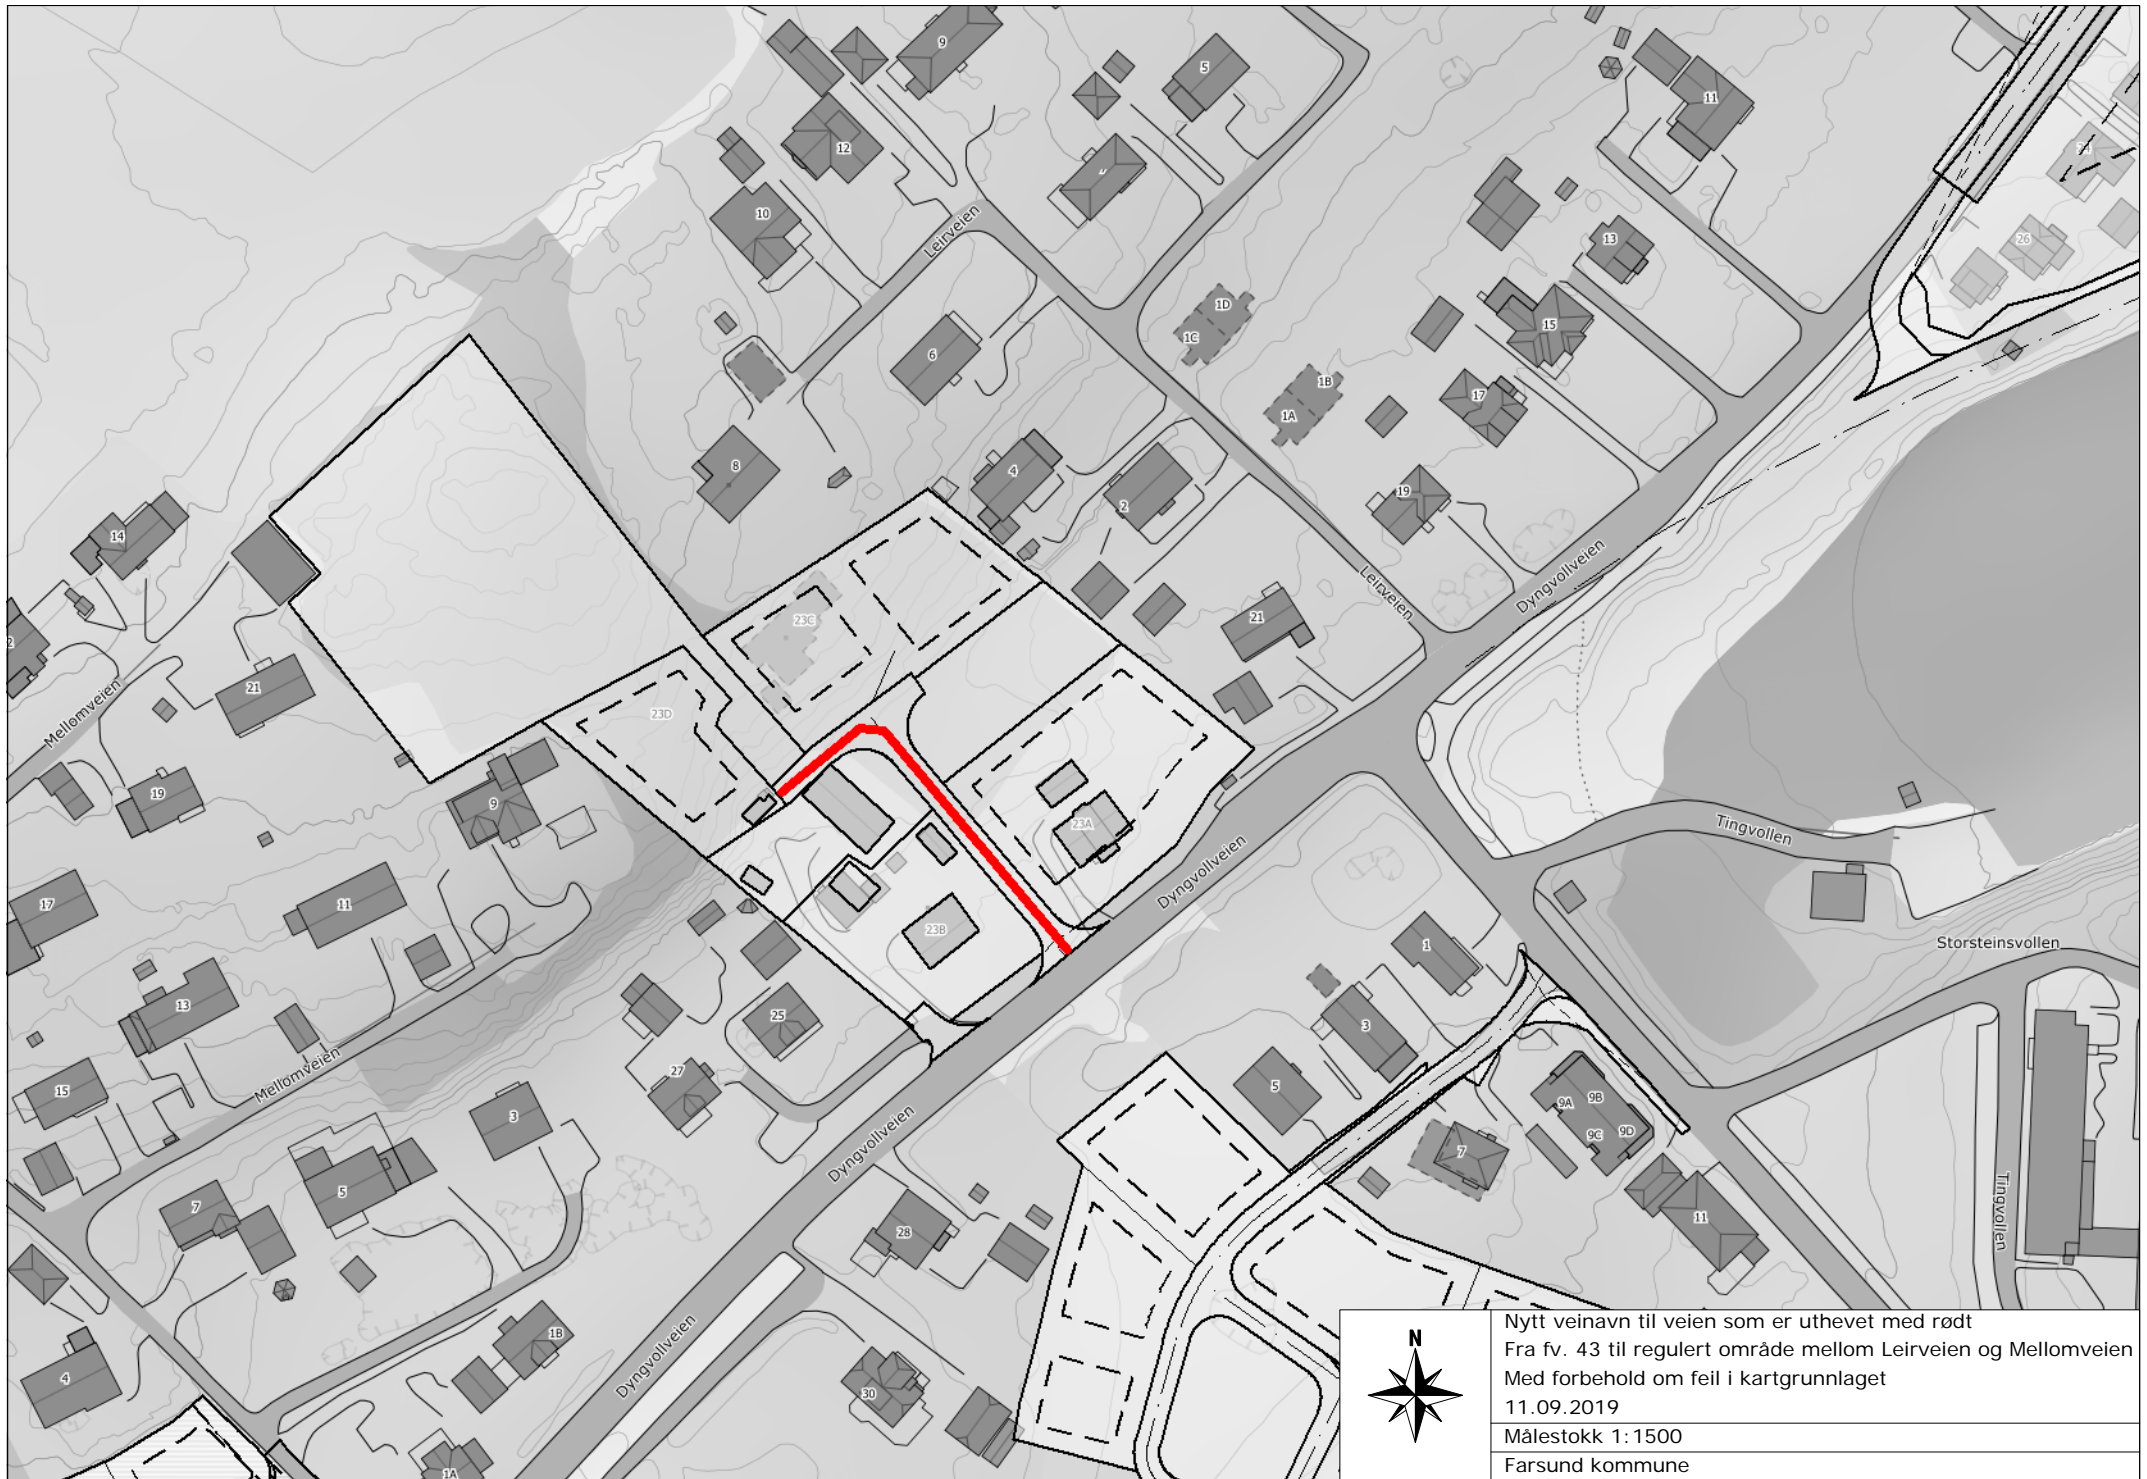 9
5
11
12
10
Leirveien
24
26
13
1D
1C
15
6
1B
1A
17
8
4
2
19
14
Leirveien
Dyngvollveien
21
23C
21
23D
Mellomveien
19
9
23A
Tingvollen
Dyngvollveien
17
11
23B
1
Storsteinsvollen
13
25
3
27
5
9A
9B
9C
9D
Mellomveien
15
3
Dyngvollveien
7
5
7
28
11
Tingvollen
1B
Dyngvollveien
4
30
1A
N
Nytt veinavn til veien som er uthevet med rødt
Fra fv. 43 til regulert område mellom Leirveien og Mellomveien
Med forbehold om feil i kartgrunnlaget
11.09.2019
Målestokk 1:1500
Farsund kommune